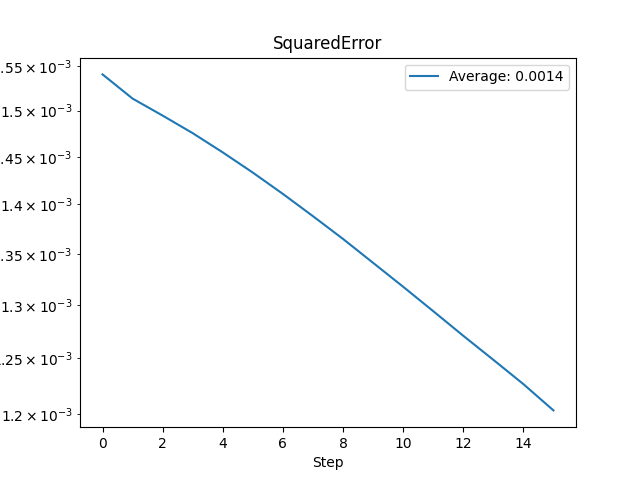 SquaredError
Average: 0.0014
.55 × 10⁻³
1.5 × 10⁻³
.45 × 10⁻³
1.4 × 10⁻³
.35 × 10⁻³
1.3 × 10⁻³
.25 × 10⁻³
1.2 × 10⁻³
0 2 4 6 8 10 12 14
Step